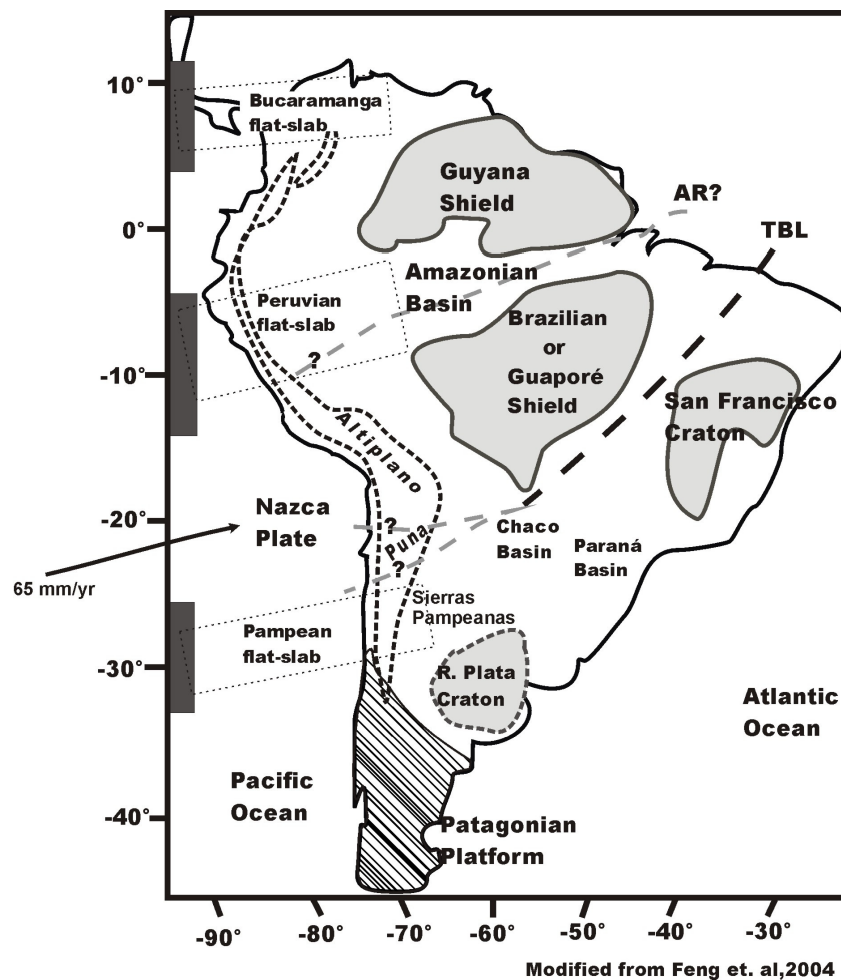 10°
0°
-10°
-20°
-30°
-40°
Bucaramanga
flat-slab
Guyana
Shield
AR?
TBL
Amazonian
Basin
Peruvian
flat-slab
?
Brazilian
or
Guaporé
Shield
San Francisco
Craton
Altiplano
Nazca
Plate
?
Puna
?
Chaco
Basin
Paraná
Basin
65 mm/yr
Sierras
Pampeanas
Pampean
flat-slab
R. Plata
Craton
Atlantic
Ocean
Pacific
Ocean
Patagonian
Platform
-90°
-80°
-70°
-60°
-50°
-40°
-30°
Modified from Feng et. al,2004